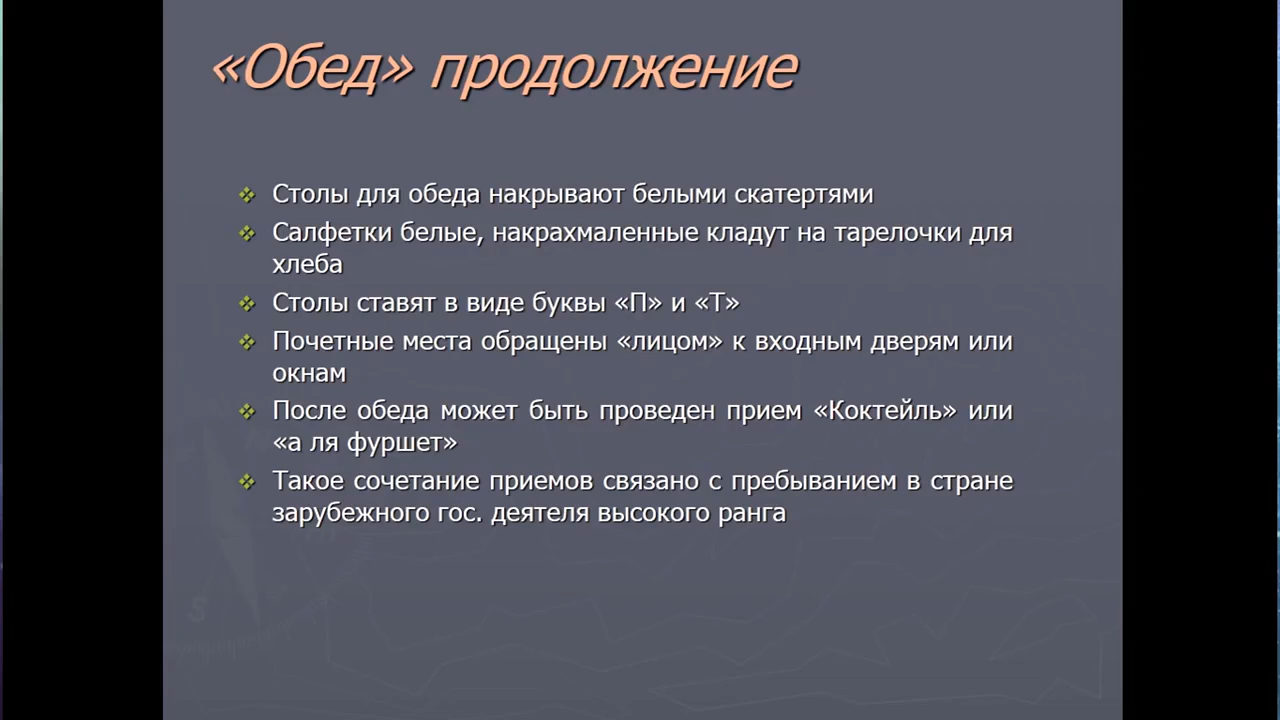 «Обед» продолжение
Столы для обеда накрывают белыми скатертями
Салфетки белые, накрахмаленные кладут на тарелочки для
хлеба
Столы ставят в виде буквы «П» и «Т»
Почетные места обращены «лицом» к входным дверям или
окнам
После обеда может быть проведен прием «Коктейль» или
«а ля фуршет»
Такое сочетание приемов связано с пребыванием в стране
зарубежного гос. деятеля высокого ранга
S